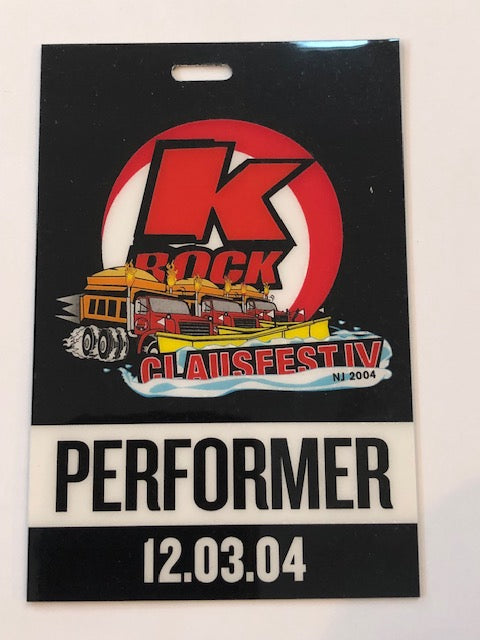 K
ROCK
CLAUSFEST IV
NJ 2004
PERFORMER
12.03.04